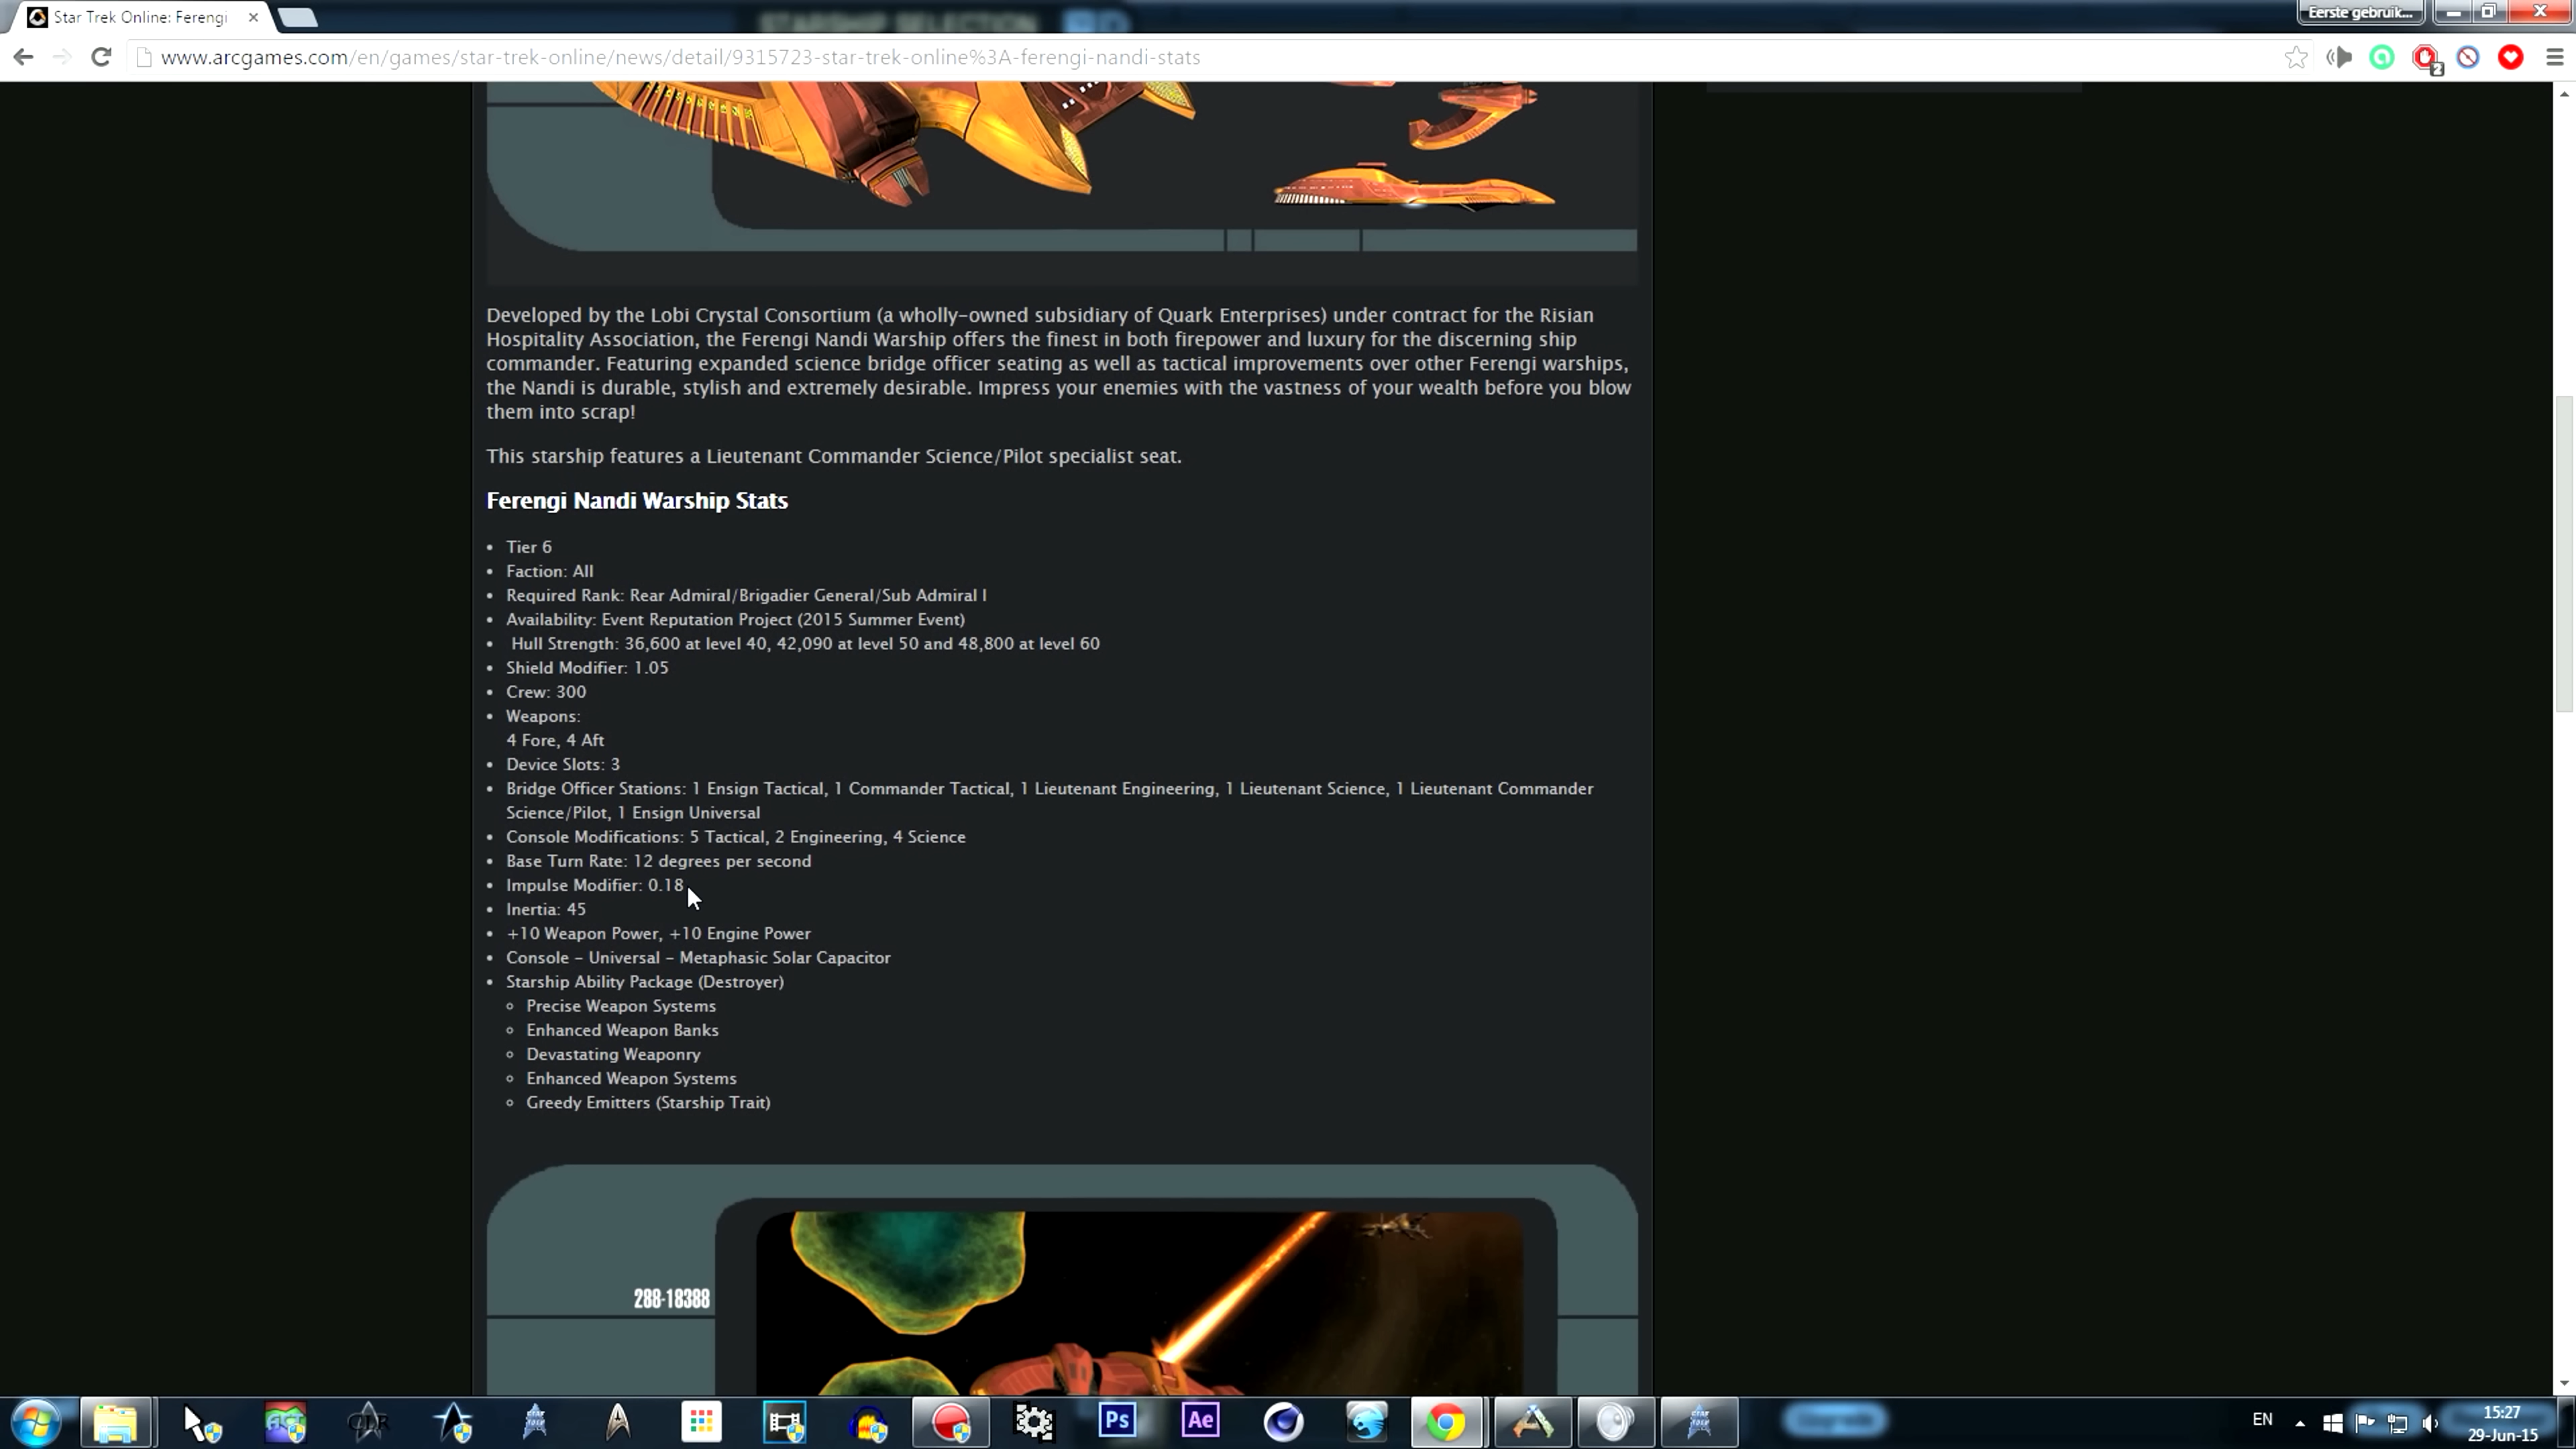 Star Trek Online: Ferengi
STARSHIP SELECTION
Eerste gebruik...
www.arcgames.com/en/games/star-trek-online/news/detail/9315723-star-trek-online%3A-ferengi-nandi-stats
2
Developed by the Lobi Crystal Consortium (a wholly-owned subsidiary of Quark Enterprises) under contract for the Risian
Hospitality Association, the Ferengi Nandi Warship offers the finest in both firepower and luxury for the discerning ship
commander. Featuring expanded science bridge officer seating as well as tactical improvements over other Ferengi warships,
the Nandi is durable, stylish and extremely desirable. Impress your enemies with the vastness of your wealth before you blow
them into scrap!
This starship features a Lieutenant Commander Science/Pilot specialist seat.
Ferengi Nandi Warship Stats
• Tier 6
• Faction: All
• Required Rank: Rear Admiral/Brigadier General/Sub Admiral I
• Availability: Event Reputation Project (2015 Summer Event)
• Hull Strength: 36,600 at level 40, 42,090 at level 50 and 48,800 at level 60
• Shield Modifier: 1.05
• Crew: 300
• Weapons:
4 Fore, 4 Aft
• Device Slots: 3
• Bridge Officer Stations: 1 Ensign Tactical, 1 Commander Tactical, 1 Lieutenant Engineering, 1 Lieutenant Science, 1 Lieutenant Commander
Science/Pilot, 1 Ensign Universal
• Console Modifications: 5 Tactical, 2 Engineering, 4 Science
• Base Turn Rate: 12 degrees per second
• Impulse Modifier: 0.18
• Inertia: 45
• +10 Weapon Power, +10 Engine Power
• Console – Universal – Metaphasic Solar Capacitor
• Starship Ability Package (Destroyer)
◦ Precise Weapon Systems
◦ Enhanced Weapon Banks
◦ Devastating Weaponry
◦ Enhanced Weapon Systems
◦ Greedy Emitters (Starship Trait)
288-18388
ACT
CLR
Ps
Ae
EN
15:27
29-Jun-15